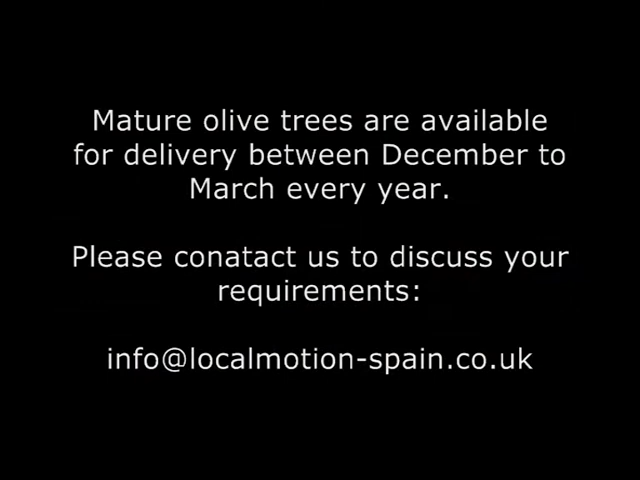 Mature olive trees are available
for delivery between December to
March every year.
Please conatact us to discuss your
requirements:
info@localmotion-spain.co.uk